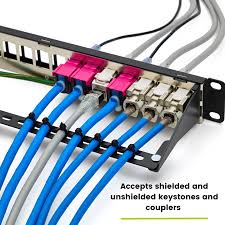 Accepts shielded and
unshielded keystones and
couplers